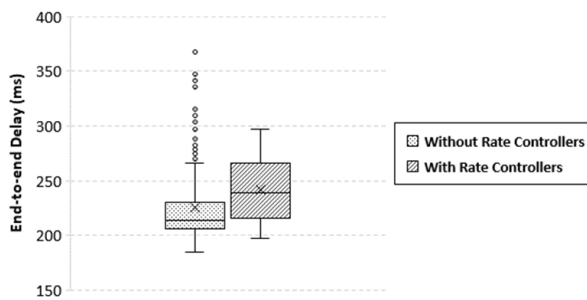 400
350
300
250
200
150
End-to-end Delay (ms)
Without Rate Controllers
With Rate Controllers